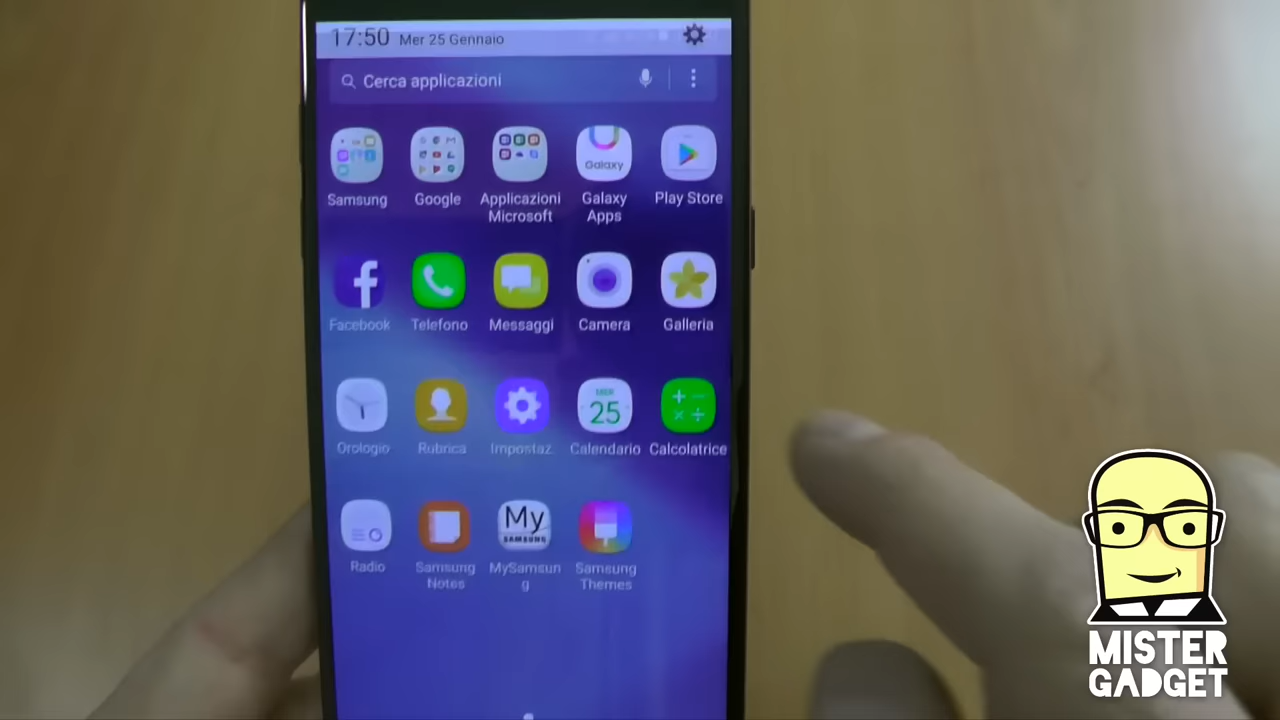 17:50 Mer 25 Gennaio
Cerca applicazioni
Samsung Google Applicazioni Microsoft Galaxy Apps Play Store
Galaxy
Facebook Telefono Messaggi Camera Galleria
MER
25
Orologio Rubrica Impostaz. Calendario Calcolatrice
My
SAMSUNG
Radio Samsung Notes MySamsung Samsung Themes
MISTER
GADGET